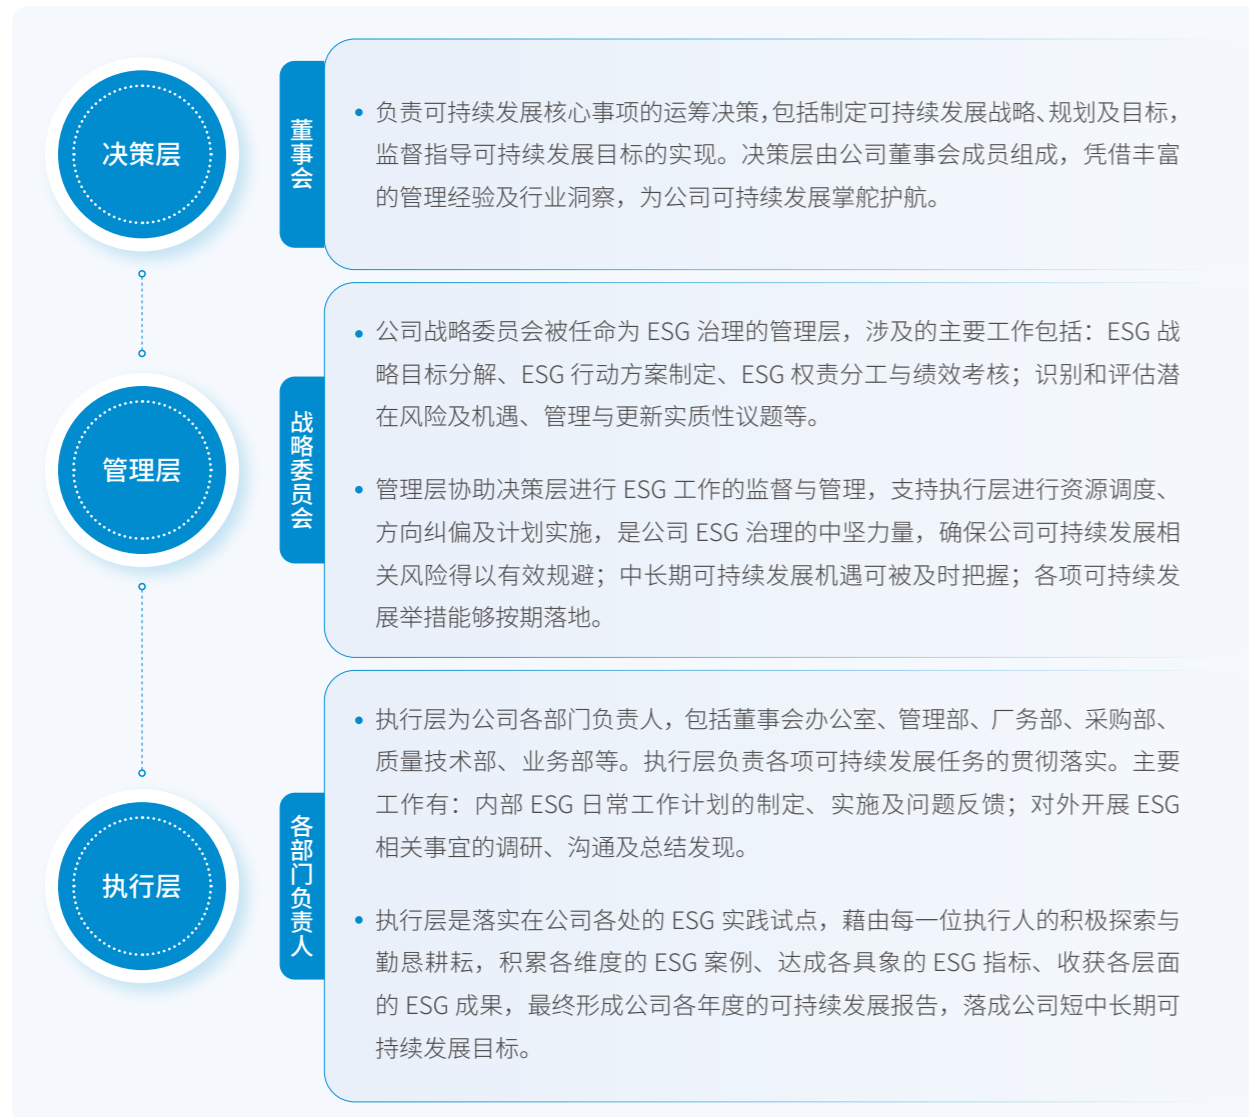 决策层
董事会
• 负责可持续发展核心事项的运筹决策，包括制定可持续发展战略、规划及目标，
监督指导可持续发展目标的实现。决策层由公司董事会成员组成，凭借丰富
的管理经验及行业洞察，为公司可持续发展掌舵护航。
管理层
战略委员会
• 公司战略委员会被任命为 ESG 治理的管理层，涉及的主要工作包括：ESG 战
略目标分解、ESG 行动方案制定、ESG 权责分工与绩效考核；识别和评估潜
在风险及机遇、管理与更新实质性议题等。
• 管理层协助决策层进行 ESG 工作的监督与管理，支持执行层进行资源调度、
方向纠偏及计划实施，是公司 ESG 治理的中坚力量，确保公司可持续发展相
关风险得以有效规避；中长期可持续发展机遇可被及时把握；各项可持续发
展举措能够按期落地。
执行层
各部门负责人
• 执行层为公司各部门负责人，包括董事会办公室、管理部、厂务部、采购部、
质量技术部、业务部等。执行层负责各项可持续发展任务的贯彻落实。主要
工作有：内部 ESG 日常工作计划的制定、实施及问题反馈；对外开展 ESG
相关事宜的调研、沟通及总结发现。
• 执行层是落实在公司各处的 ESG 实践试点，藉由每一位执行人的积极探索与
勤恳耕耘，积累各维度的 ESG 案例、达成各具象的 ESG 指标、收获各层面
的 ESG 成果，最终形成公司各年度的可持续发展报告，落成公司短中长期可
持续发展目标。